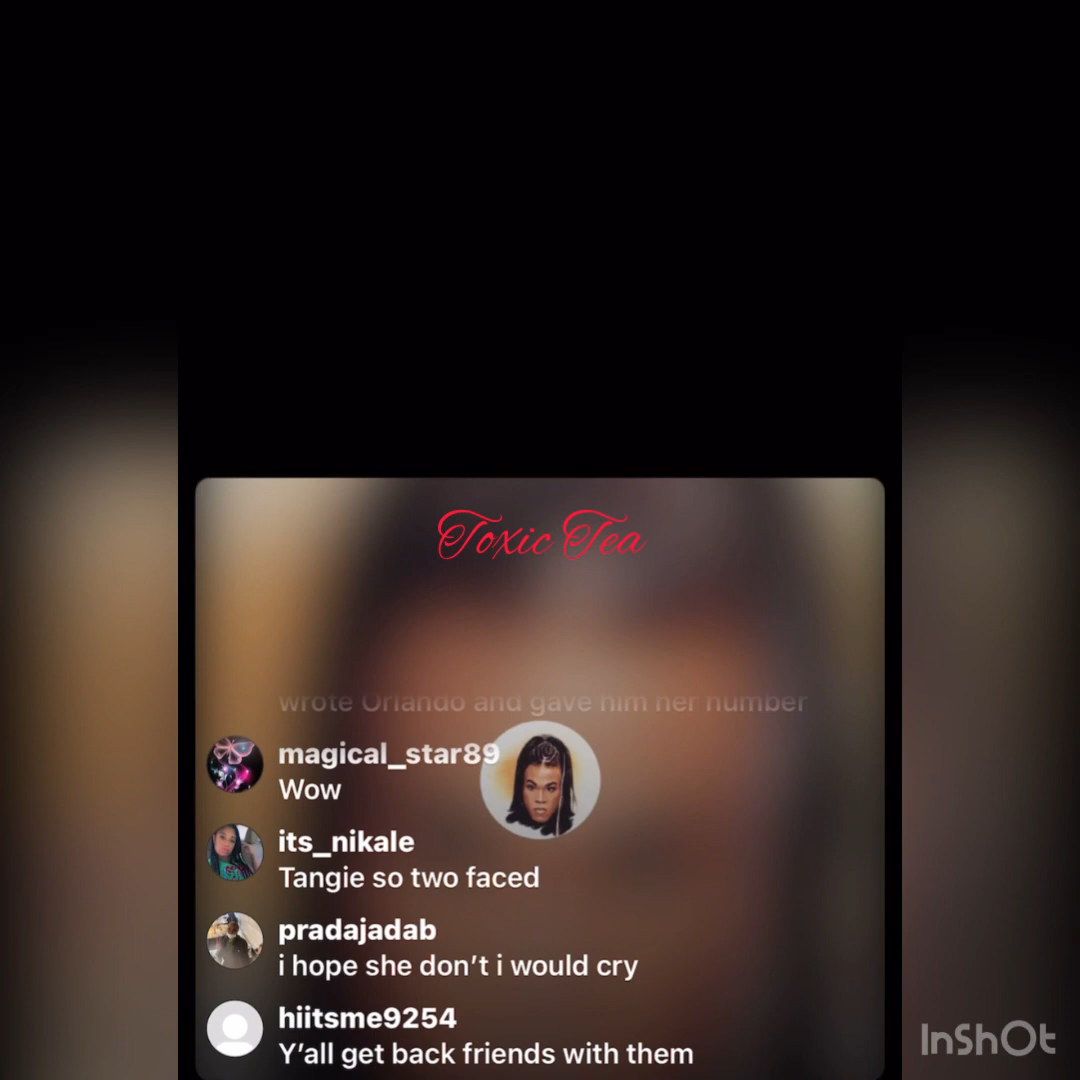 Toxic Tea
wrote Orlando and gave him her number
magical_star89
Wow
its_nikale
Tangie so two faced
pradajadab
i hope she don’t i would cry
hiitsme9254
Y’all get back friends with them
InShOt